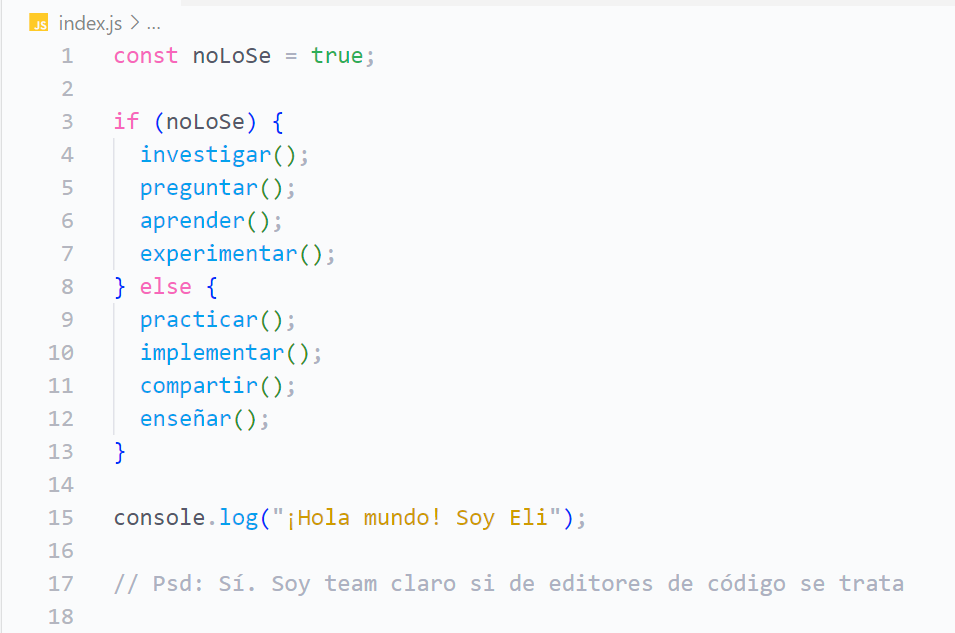 JS index.js > ...
1 const noLoSe = true;
2
3 if (noLoSe) {
4 investigar();
5 preguntar();
6 aprender();
7 experimentar();
8 } else {
9 practicar();
10 implementar();
11 compartir();
12 enseñar();
13 }
14
15 console.log("¡Hola mundo! Soy Eli");
16
17 // Psd: Sí. Soy team claro si de editores de código se trata
18